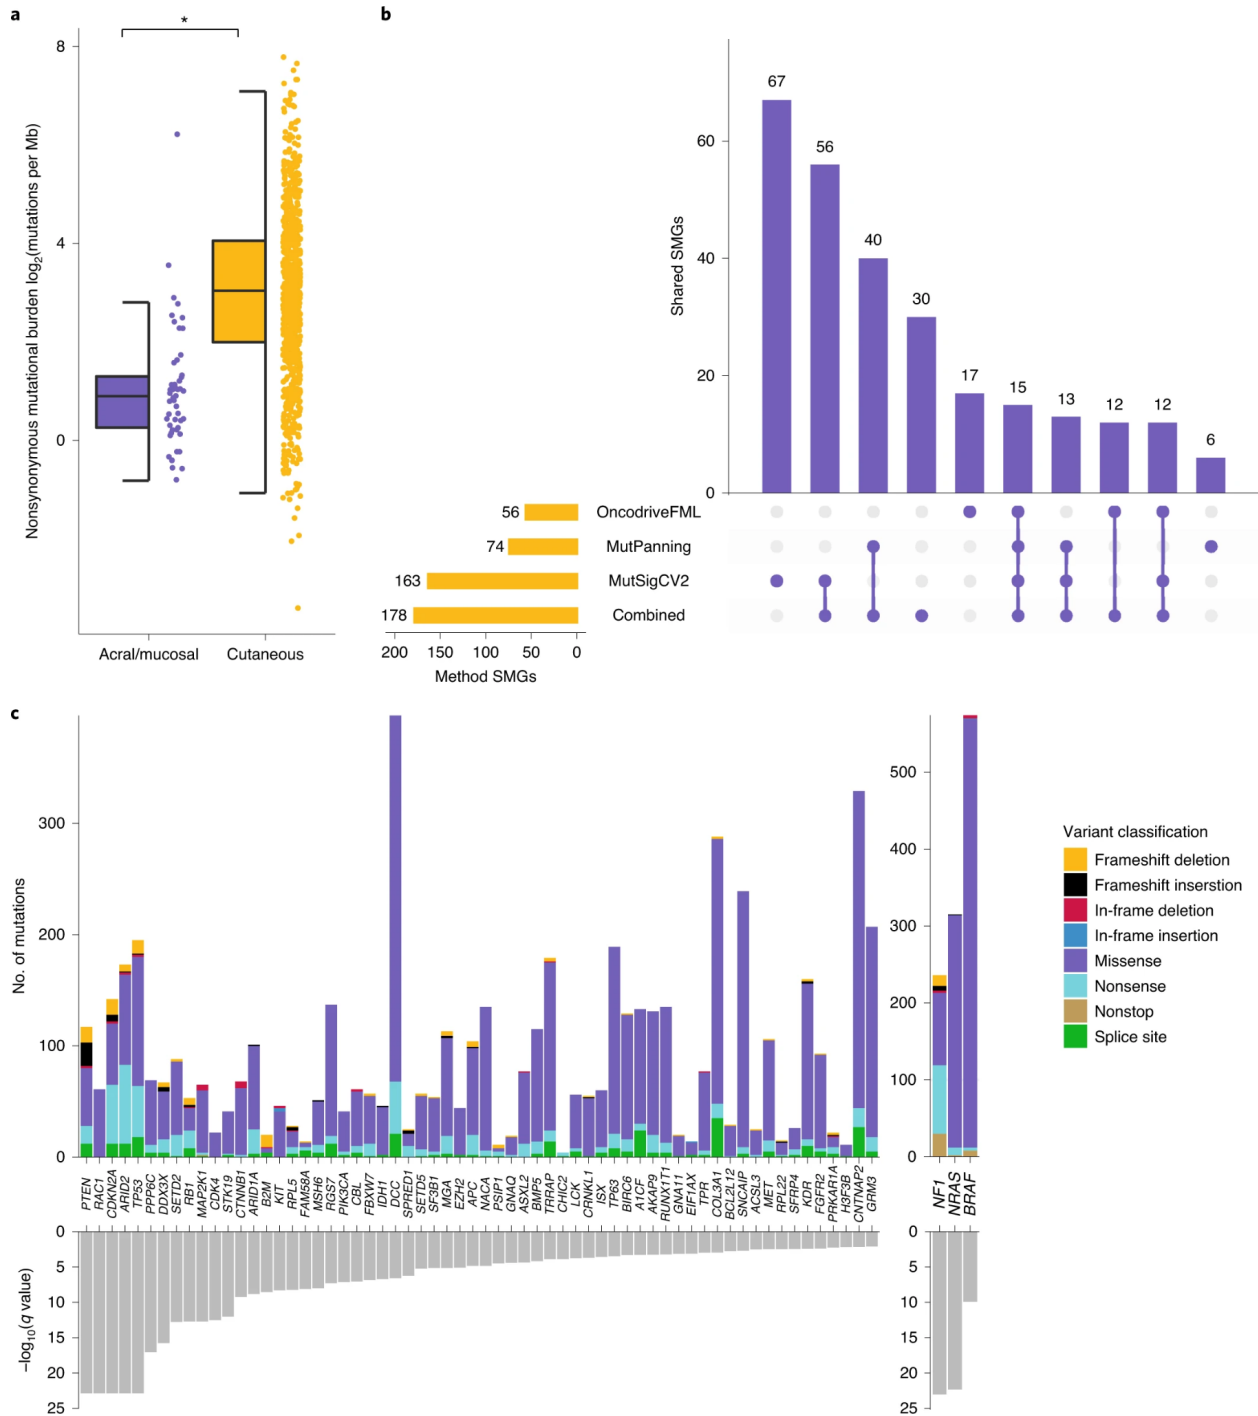 a
b
*
Nonsynonymous mutational burden log2(mutations per Mb)
8
4
0
Acral/mucosal
Cutaneous
Shared SMGs
60
40
20
0
67
56
40
30
17
15
13
12
12
6
56
OncodriveFML
74
MutPanning
163
MutSigCV2
178
Combined
200
150
100
50
0
Method SMGs
c
No. of mutations
300
200
100
0
500
400
300
200
100
0
PTEN
RAC1
CDKN2A
ARID2
TP53
PPP6C
DDX3X
SETD2
RB1
MAP2K1
CDK4
STK19
CTNNB1
ARID1A
B2M
KIT
RPL5
FAM58A
MSH6
RGS7
PIK3CA
CBL
FBXW7
IDH1
DCC
SPRED1
SETD5
SF3B1
MGA
EZH2
APC
NACA
PSIP1
GNAQ
ASXL2
BMP5
TRRAP
CHIC2
LCK
CRNKL1
ISX
TP63
BIRC6
A1CF
AKAP9
RUNX1T1
GNA11
EIF1AX
TPR
COL3A1
BCL2L12
SNCAIP
ACSL3
MET
RPL22
SFRP4
KDR
FGFR2
PRKAR1A
H3F3B
CNTNAP2
GRM3
NF1
NRAS
BRAF
Variant classification
Frameshift deletion
Frameshift inserstion
In-frame deletion
In-frame insertion
Missense
Nonsense
Nonstop
Splice site
–log10(q value)
0
5
10
15
20
25
0
5
10
15
20
25